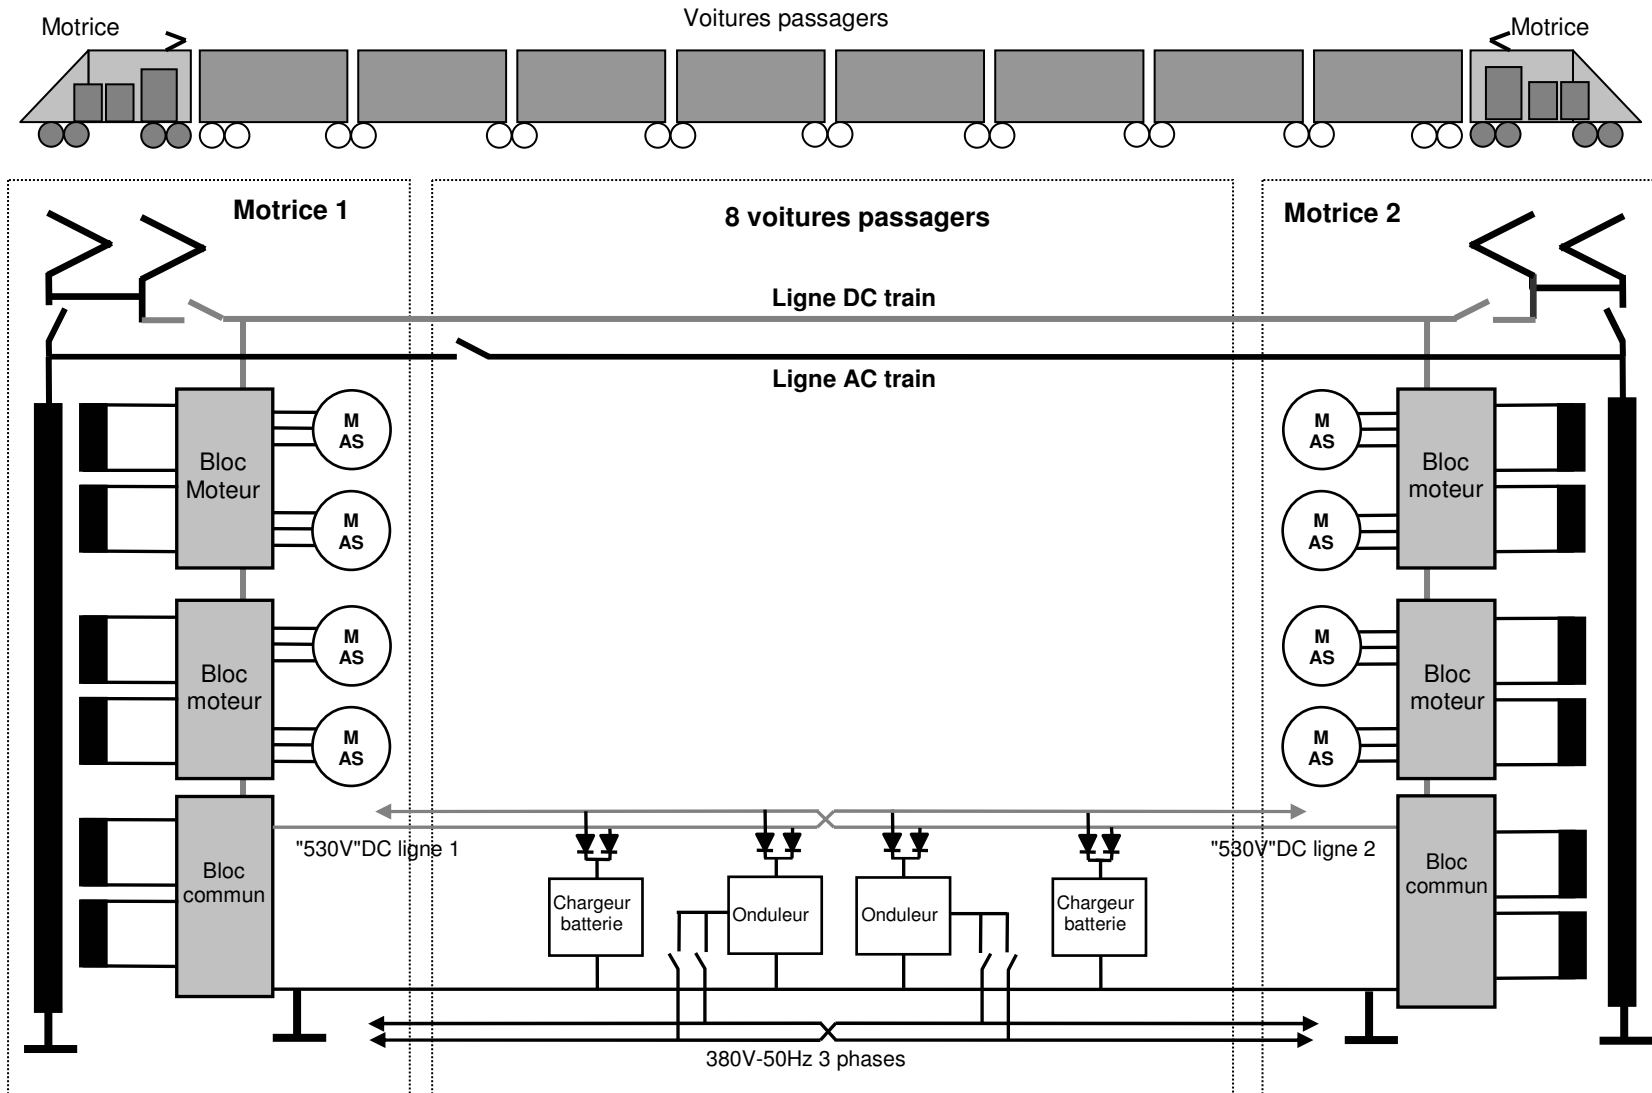 Motrice
Voitures passagers
Motrice
Motrice 1
8 voitures passagers
Motrice 2
Ligne DC train
Ligne AC train
Bloc
Moteur
M
AS
M
AS
M
AS
Bloc
moteur
M
AS
Bloc
moteur
M
AS
M
AS
M
AS
Bloc
moteur
M
AS
"530V"DC ligne 1
"530V"DC ligne 2
Bloc
commun
Chargeur
batterie
Onduleur
Onduleur
Chargeur
batterie
Bloc
commun
380V-50Hz 3 phases